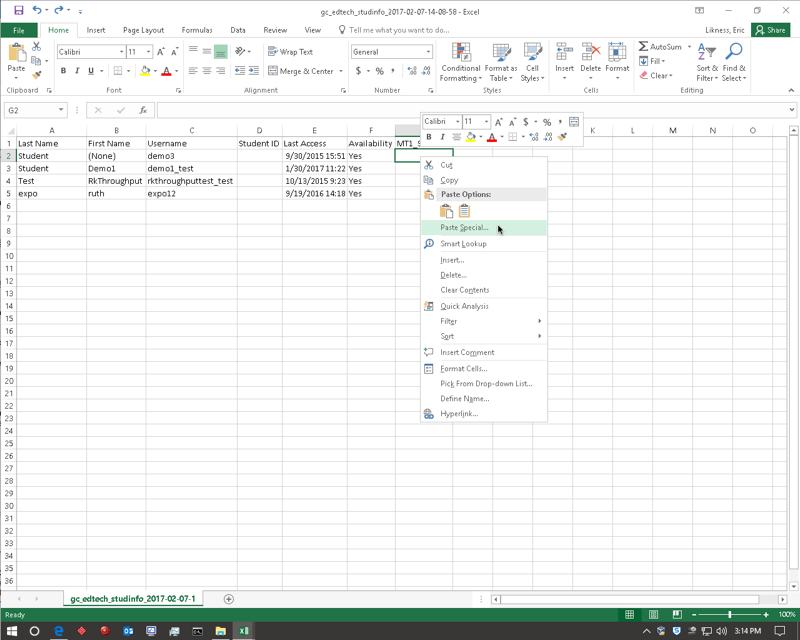 gc_edtech_studinfo_2017-02-07-14-08-58 - Excel
Likness, Eric
File Home Insert Page Layout Formulas Data Review View Tell me what you want to do... Share
Paste
Clipboard
Calibri 11
B I U
Font
Wrap Text
Merge & Center
Alignment
General
$ % ,
Number
Conditional Formatting
Format as Table
Cell Styles
Styles
Insert Delete Format
Cells
AutoSum
Fill
Clear
Sort & Filter
Find & Select
Editing
G2 fx
Calibri 11 A A $ % ,
B I A
A B C D E F K L M N O
1 Last Name First Name Username Student ID Last Access Availability MT1_S
2 Student (None) demo3 9/30/2015 15:51 Yes
3 Student Demo1 demo1_test 1/30/2017 11:22 Yes
4 Test RkThroughput rkthroughputtest_test 10/13/2015 9:23 Yes
5 expo ruth expo12 9/19/2016 14:18 Yes
6
7
8
9
10
11
12
13
14
15
16
17
18
19
20
21
22
23
24
25
26
27
28
29
30
31
32
33
34
35
36
Cut
Copy
Paste Options:
Paste Special...
Smart Lookup
Insert...
Delete...
Clear Contents
Quick Analysis
Filter
Sort
Insert Comment
Format Cells...
Pick From Drop-down List...
Define Name...
Hyperlink...
gc_edtech_studinfo_2017-02-07-1
Ready
100%
3:14 PM